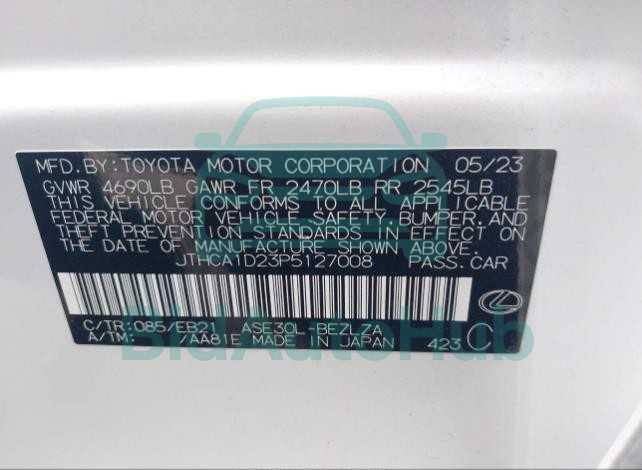 MFD.BY:TOYOTA MOTOR CORPORATION 05/23
GVWR 4690LB GAWR FR 2470LB RR 2545LB
THIS VEHICLE CONFORMS TO ALL APPLICABLE
FEDERAL MOTOR VEHICLE SAFETY, BUMPER, AND
THEFT PREVENTION STANDARDS IN EFFECT ON
THE DATE OF MANUFACTURE SHOWN ABOVE.
JTHCA1D23P5127008 PASS.CAR
C/TR:085/EB21 ASE30L-BEZLZA
A/TM: /AA81E MADE IN JAPAN 423 C
BidAutoHub